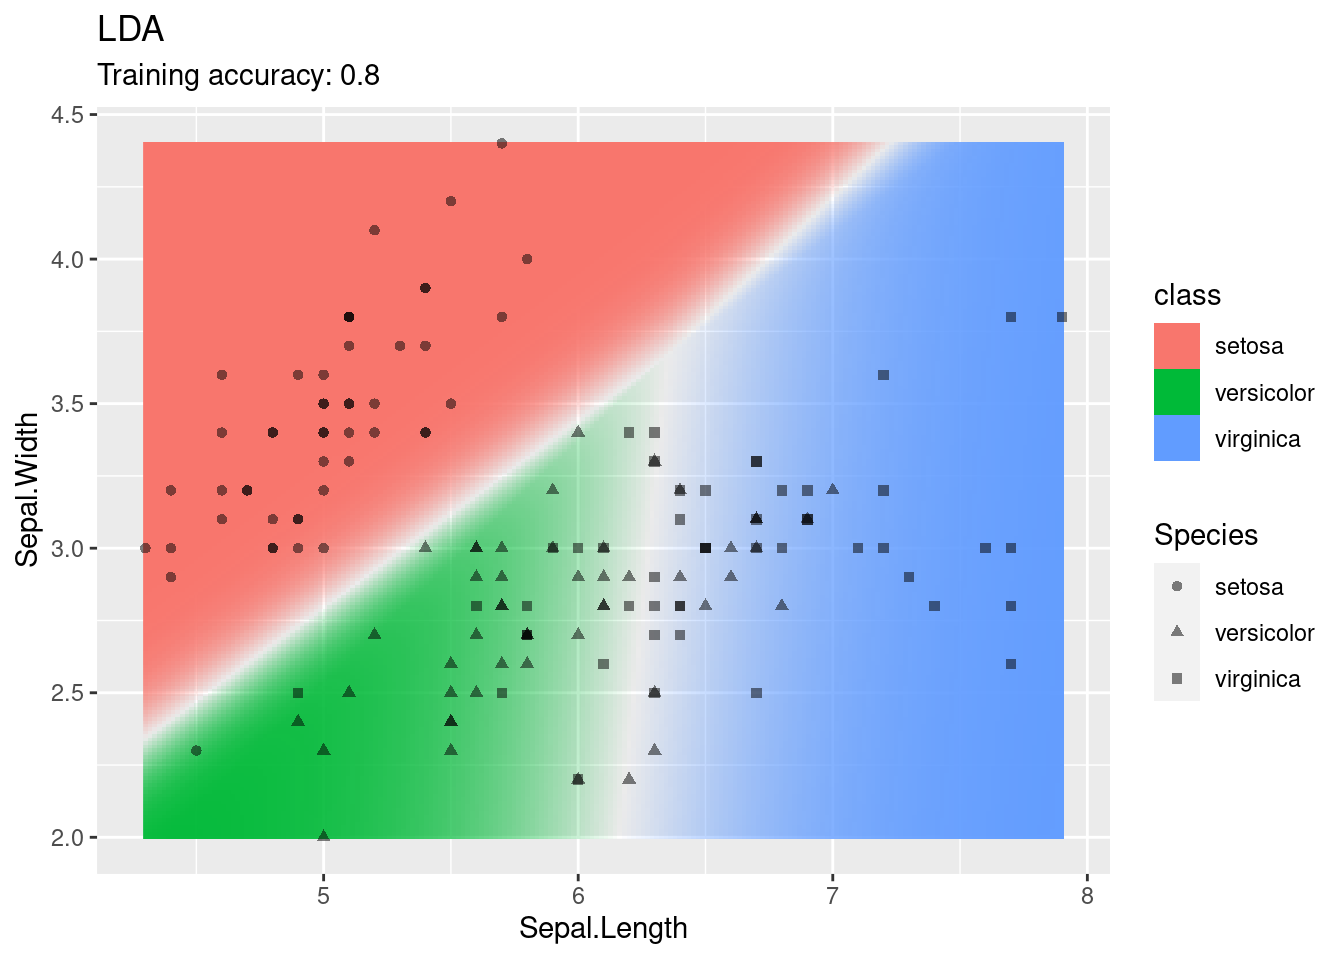 LDA
Training accuracy: 0.8
4.5
4.0
3.5
3.0
2.5
2.0
Sepal.Width
5
6
7
8
Sepal.Length
class
setosa
versicolor
virginica
Species
setosa
versicolor
virginica